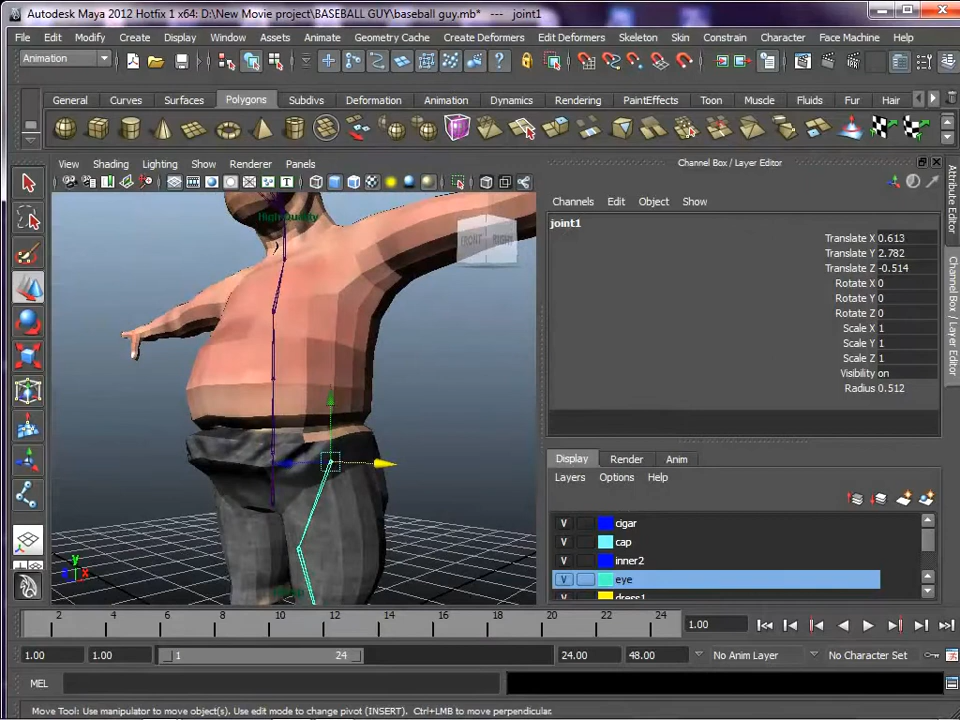 Autodesk Maya 2012 Hotfix 1 x64: D:\New Movie project\BASEBALL GUY\baseball guy.mb* --- joint1
File Edit Modify Create Display Window Assets Animate Geometry Cache Create Deformers Edit Deformers Skeleton Skin Constrain Character Face Machine Help
Animation
General Curves Surfaces Polygons Subdivs Deformation Animation Dynamics Rendering PaintEffects Toon Muscle Fluids Fur Hair
View Shading Lighting Show Renderer Panels
Channel Box / Layer Editor
Channels Edit Object Show
High quality
joint1
FRONT RIGHT
Translate X 0.613
Translate Y 2.782
Translate Z -0.514
Rotate X 0
Rotate Y 0
Rotate Z 0
Scale X 1
Scale Y 1
Scale Z 1
Visibility on
Radius 0.512
Attribute Editor
Channel Box / Layer Editor
Display Render Anim
Layers Options Help
V cigar
V cap
V inner2
V eye
V dress1
y
z x
persp
2 4 6 8 10 12 14 16 18 20 22 24
1.00
1.00 1.00 1 24 24.00 48.00 No Anim Layer No Character Set
MEL
Move Tool: Use manipulator to move object(s). Use edit mode to change pivot (INSERT). Ctrl+LMB to move perpendicular.